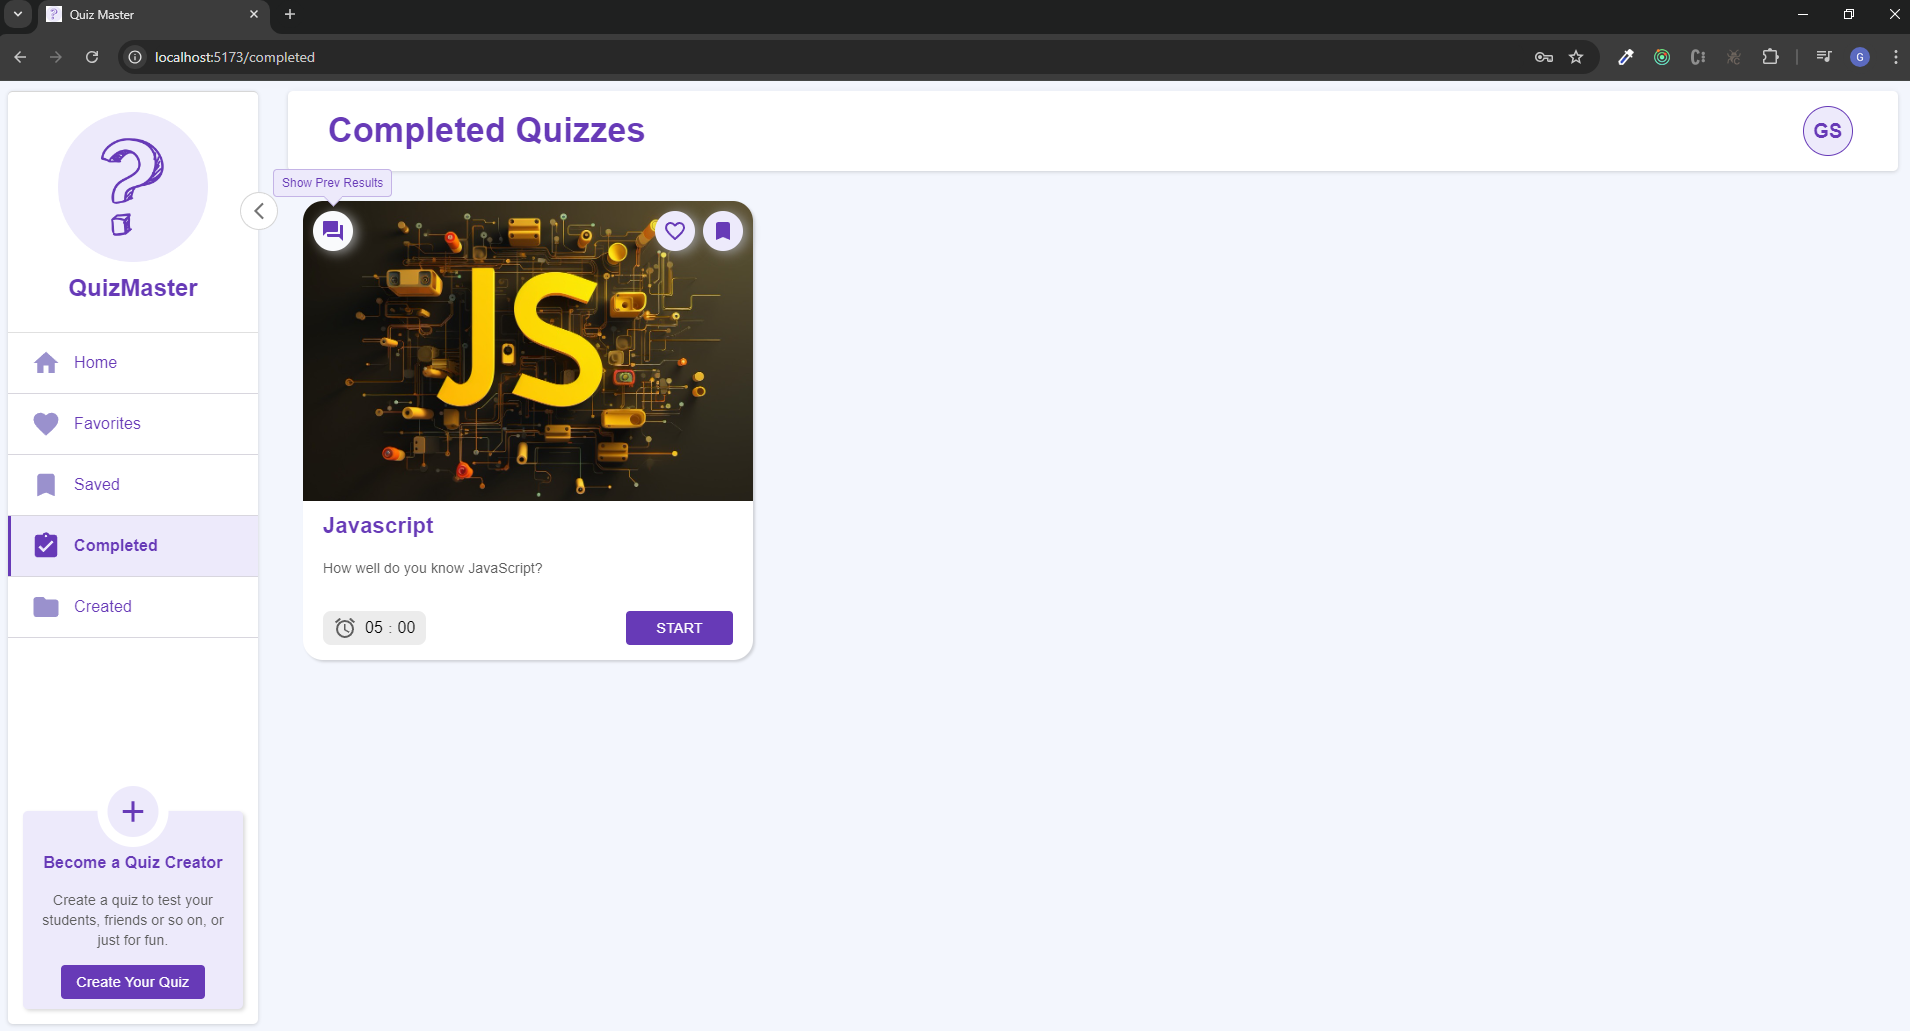 Quiz Master
localhost:5173/completed
G
QuizMaster
Home
Favorites
Saved
Completed
Created
Become a Quiz Creator
Create a quiz to test your
students, friends or so on, or
just for fun.
Create Your Quiz
Completed Quizzes
GS
Show Prev Results
JS
Javascript
How well do you know JavaScript?
05 : 00
START